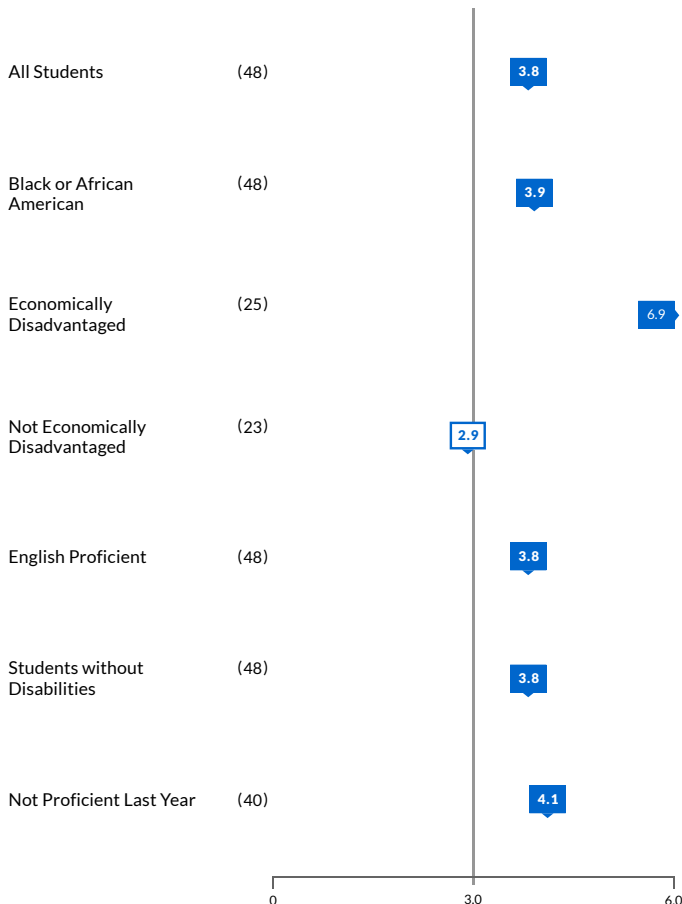 All Students (48) 3.8
Black or African
American
(48) 3.9
Economically
Disadvantaged
(25) 6.9
Not Economically
Disadvantaged
(23) 2.9
English Proficient (48) 3.8
Students without
Disabilities
(48) 3.8
Not Proficient Last Year (40) 4.1
0 3.0 6.0